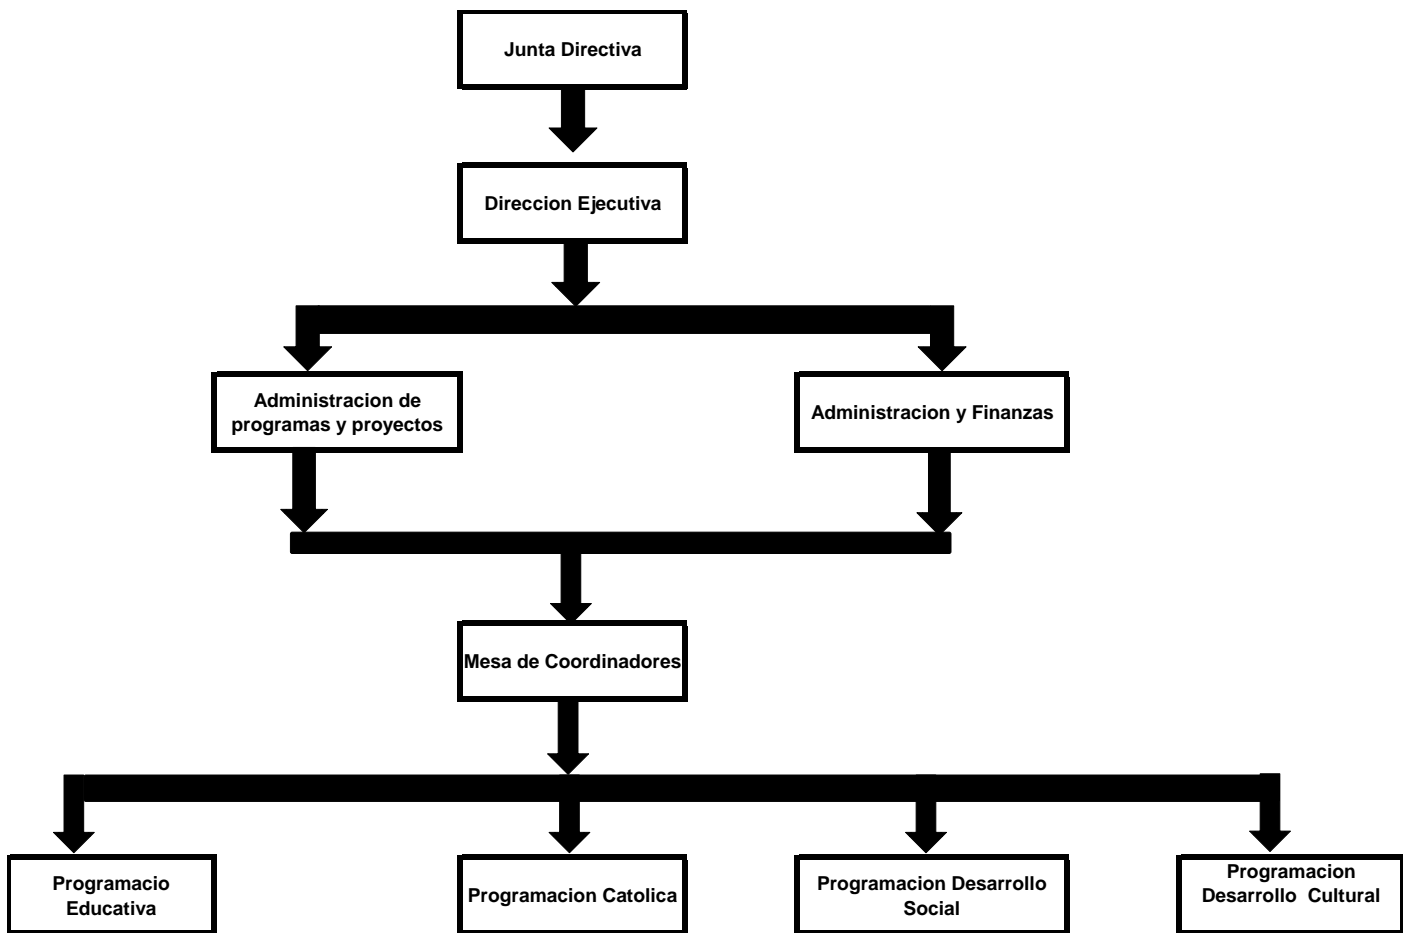 Junta Directiva
Direccion Ejecutiva
Administracion de
programas y proyectos
Administracion y Finanzas
Mesa de Coordinadores
Programacio
Educativa
Programacion Catolica
Programacion Desarrollo
Social
Programacion
Desarrollo Cultural